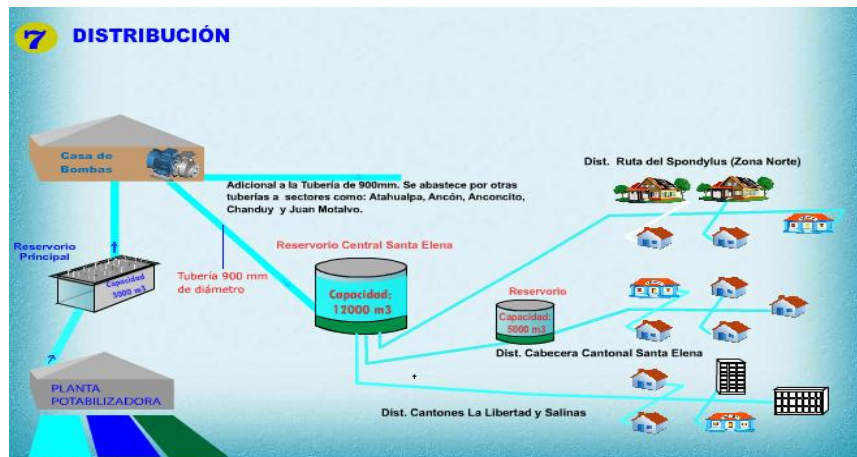 7 DISTRIBUCIÓN
Casa de
Bombas
Dist. Ruta del Spondylus (Zona Norte)
Adicional a la Tubería de 900mm. Se abastece por otras
tuberías a sectores como: Atahualpa, Ancón, Anconcito,
Chanduy y Juan Motalvo.
Reservorio
Principal
Capacidad
5000 m3
Tubería 900 mm
de diámetro
Reservorio Central Santa Elena
Capacidad:
12000 m3
Reservorio
Capacidad:
5000 m3
Dist. Cabecera Cantonal Santa Elena
PLANTA
POTABILIZADORA
Dist. Cantones La Libertad y Salinas